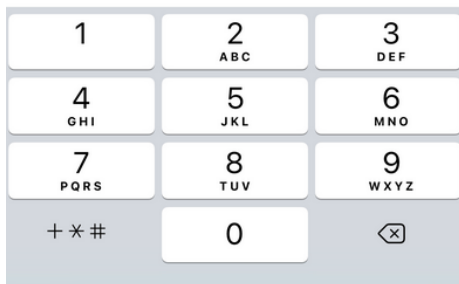 1 2 3
ABC DEF
4 5 6
GHI JKL MNO
7 8 9
PQRS TUV WXYZ
+*# 0